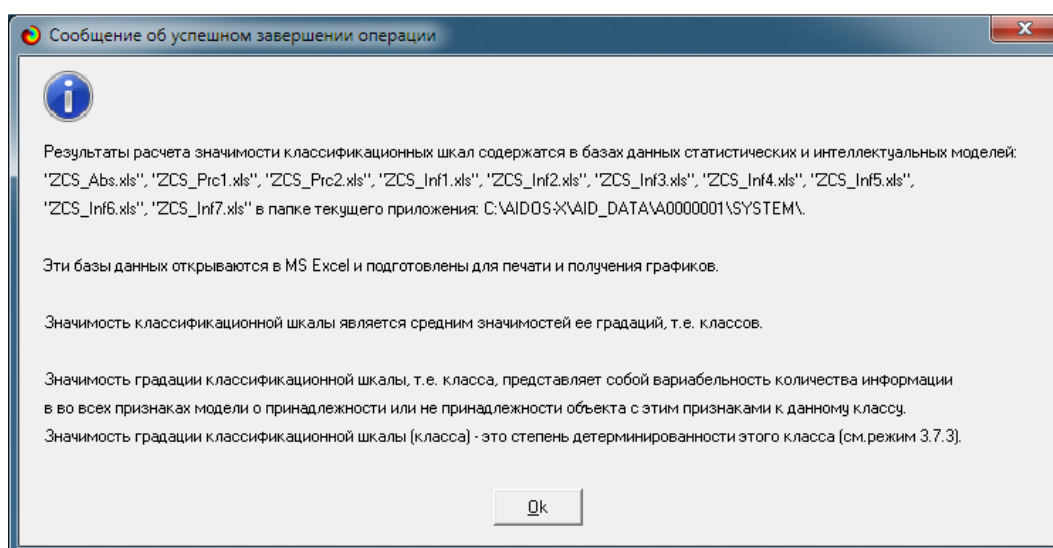 Сообщение об успешном завершении операции
Результаты расчета значимости классификационных шкал содержатся в базах данных статистических и интеллектуальных моделей:
"ZCS_Abs.xls", "ZCS_Prc1.xls", "ZCS_Prc2.xls", "ZCS_Inf1.xls", "ZCS_Inf2.xls", "ZCS_Inf3.xls", "ZCS_Inf4.xls", "ZCS_Inf5.xls",
"ZCS_Inf6.xls", "ZCS_Inf7.xls" в папке текущего приложения: C:\AIDOS-X\AID_DATA\A0000001\SYSTEM\.
Эти базы данных открываются в MS Excel и подготовлены для печати и получения графиков.
Значимость классификационной шкалы является средним значимостей ее градаций, т.е. классов.
Значимость градации классификационной шкалы, т.е. класса, представляет собой вариабельность количества информации
в во всех признаках модели о принадлежности или не принадлежности объекта с этим признаками к данному классу.
Значимость градации классификационной шкалы (класса) - это степень детерминированности этого класса (см.режим 3.7.3).
Ok